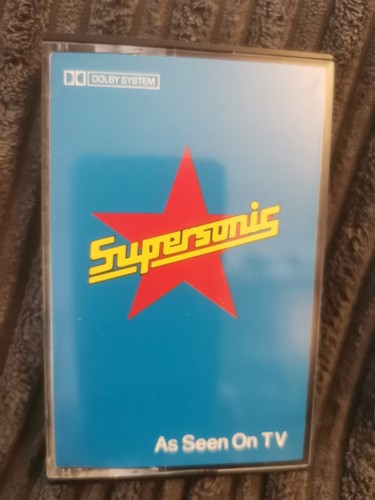 DOLBY SYSTEM
Supersonic
As Seen On TV